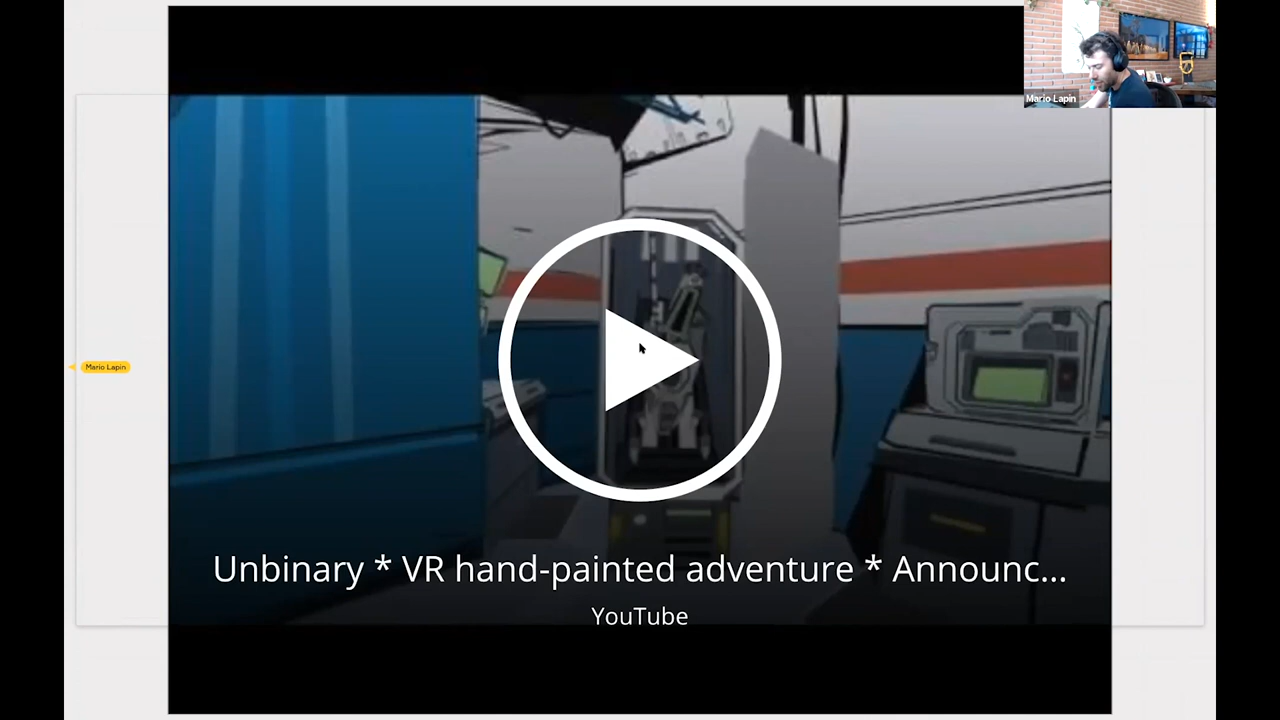 Mario Lapin
Mario Lapin
Unbinary * VR hand-painted adventure * Announc...
YouTube